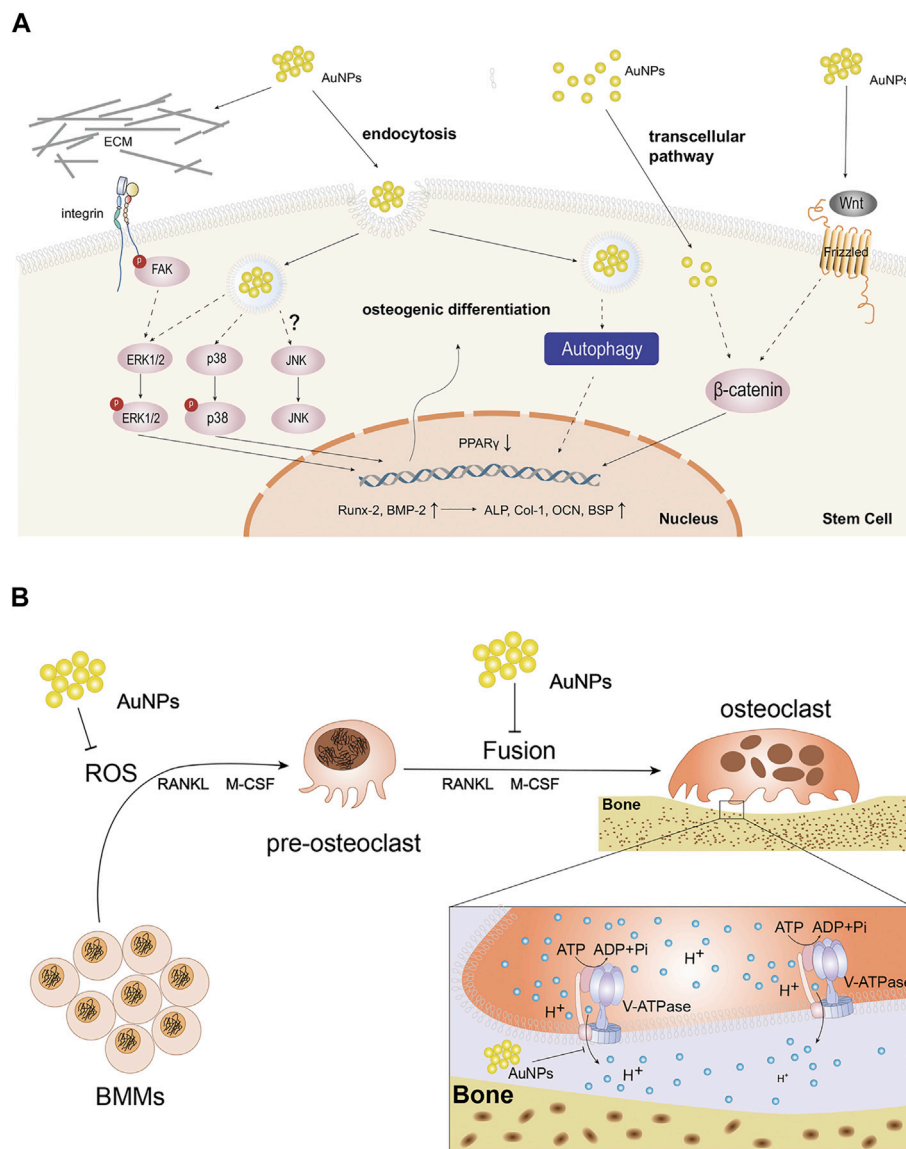 A
AuNPs
AuNPs
AuNPs
ECM
endocytosis
transcellular
pathway
integrin
Wnt
Frizzled
P
FAK
?
osteogenic differentiation
ERK1/2
p38
JNK
Autophagy
β-catenin
P
ERK1/2
P
p38
JNK
PPARγ ↓
Runx-2, BMP-2 ↑ → ALP, Col-1, OCN, BSP ↑
Nucleus
Stem Cell
B
AuNPs
AuNPs
ROS
Fusion
osteoclast
RANKL M-CSF
RANKL M-CSF
Bone
pre-osteoclast
BMMs
ATP ADP+Pi
H+
ATP ADP+Pi
H+
V-ATPase
H+
V-ATPase
AuNPs
H+
H+
Bone